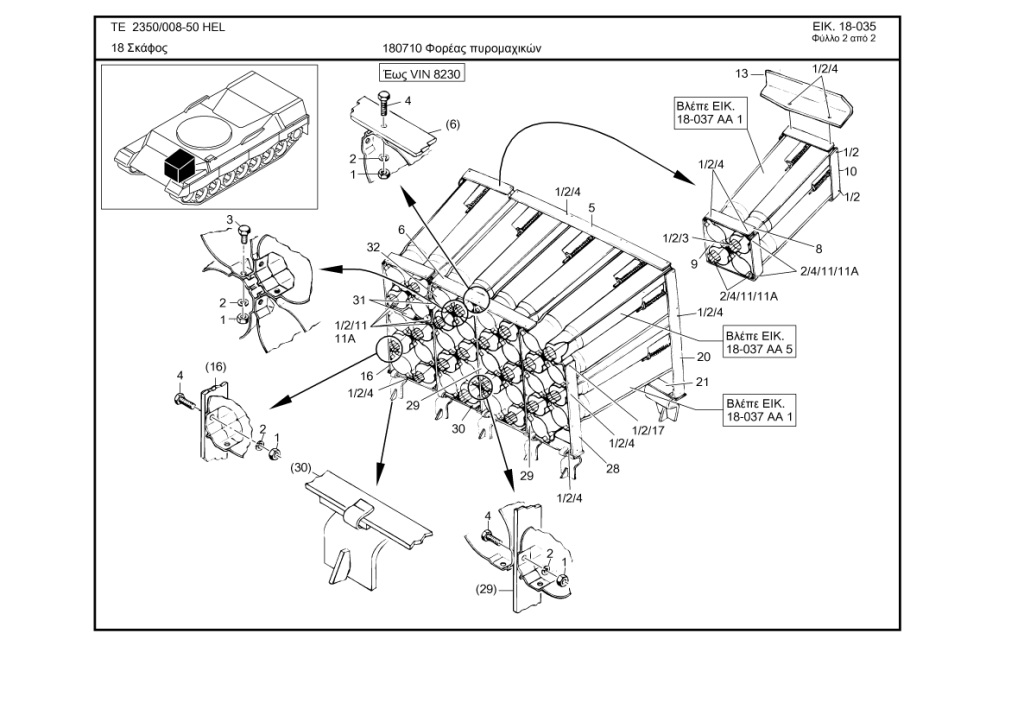 TE 2350/008-50 HEL
ΕΙΚ. 18-035
Φύλλο 2 από 2
18 Σκάφος
180710 Φορέας πυρομαχικών
Έως VIN 8230
13
1/2/4
4
(6)
Βλέπε ΕΙΚ.
18-037 ΑΑ 1
2
1
1/2/4
1/2
10
1/2
1/2/4
5
3
6
32
1/2/3
8
9
2/4/11/11A
2/4/11/11A
2
1
31
1/2/11
11A
1/2/4
Βλέπε ΕΙΚ.
18-037 ΑΑ 5
20
(16)
4
16
1/2/4
29
21
Βλέπε ΕΙΚ.
18-037 ΑΑ 1
2
1
30
1/2/17
1/2/4
28
29
(30)
1/2/4
4
2
1
(29)